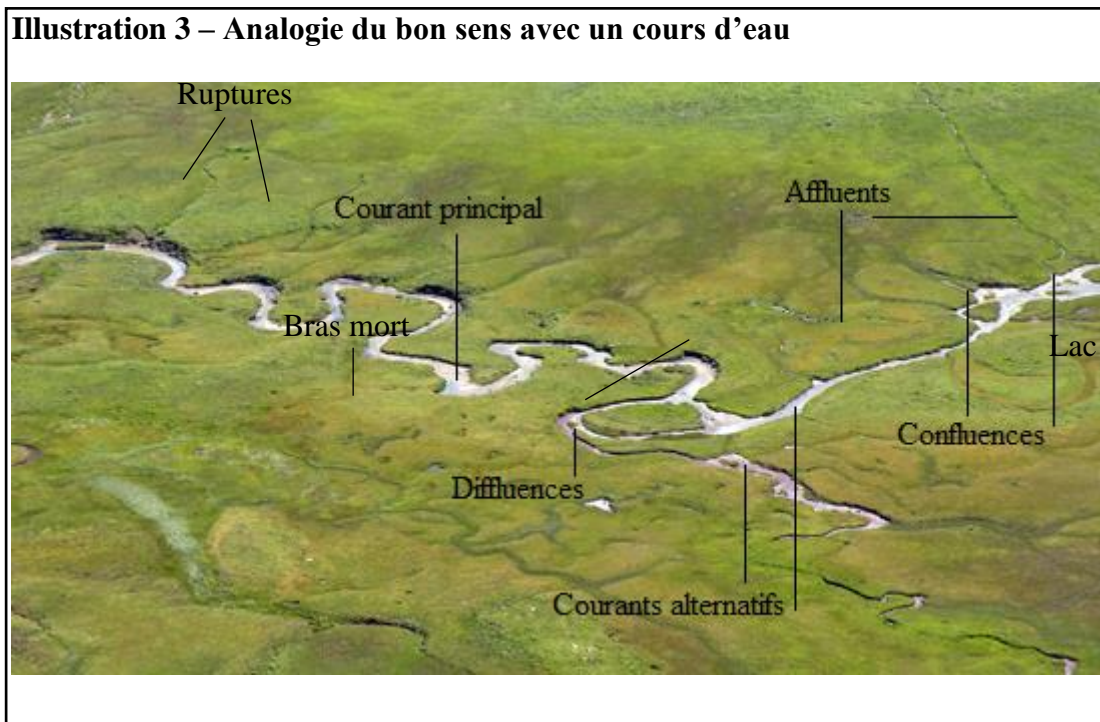 Illustration 3 – Analogie du bon sens avec un cours d’eau
Ruptures
Affluents
Courant principal
Bras mort
Lac
Confluences
Diffluences
Courants alternatifs